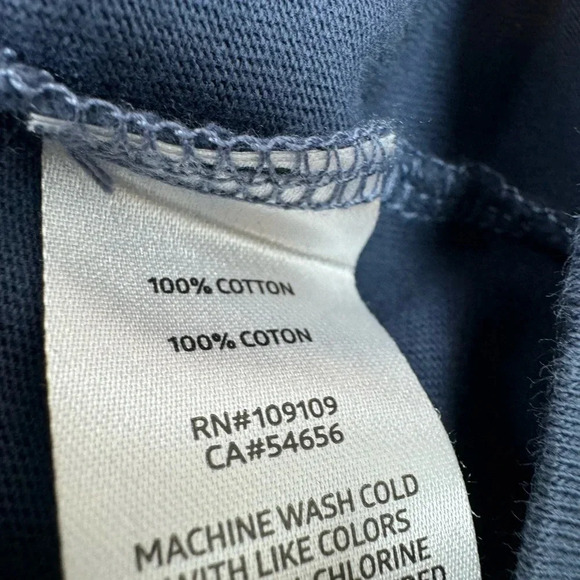 100% COTTON
100% COTON
RN#109109
CA#54656
MACHINE WASH COLD
WITH LIKE COLORS
CHLORINE